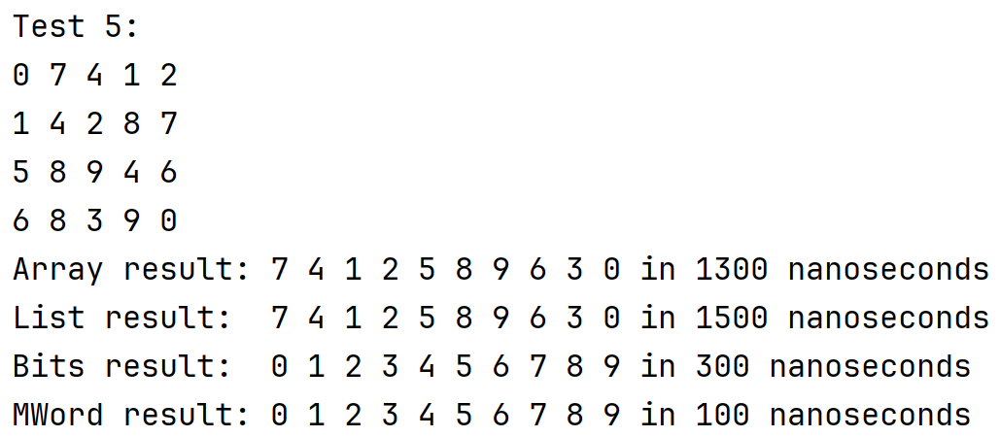 Test 5:
0 7 4 1 2
1 4 2 8 7
5 8 9 4 6
6 8 3 9 0
Array result: 7 4 1 2 5 8 9 6 3 0 in 1300 nanoseconds
List result:  7 4 1 2 5 8 9 6 3 0 in 1500 nanoseconds
Bits result:  0 1 2 3 4 5 6 7 8 9 in 300 nanoseconds
MWord result: 0 1 2 3 4 5 6 7 8 9 in 100 nanoseconds